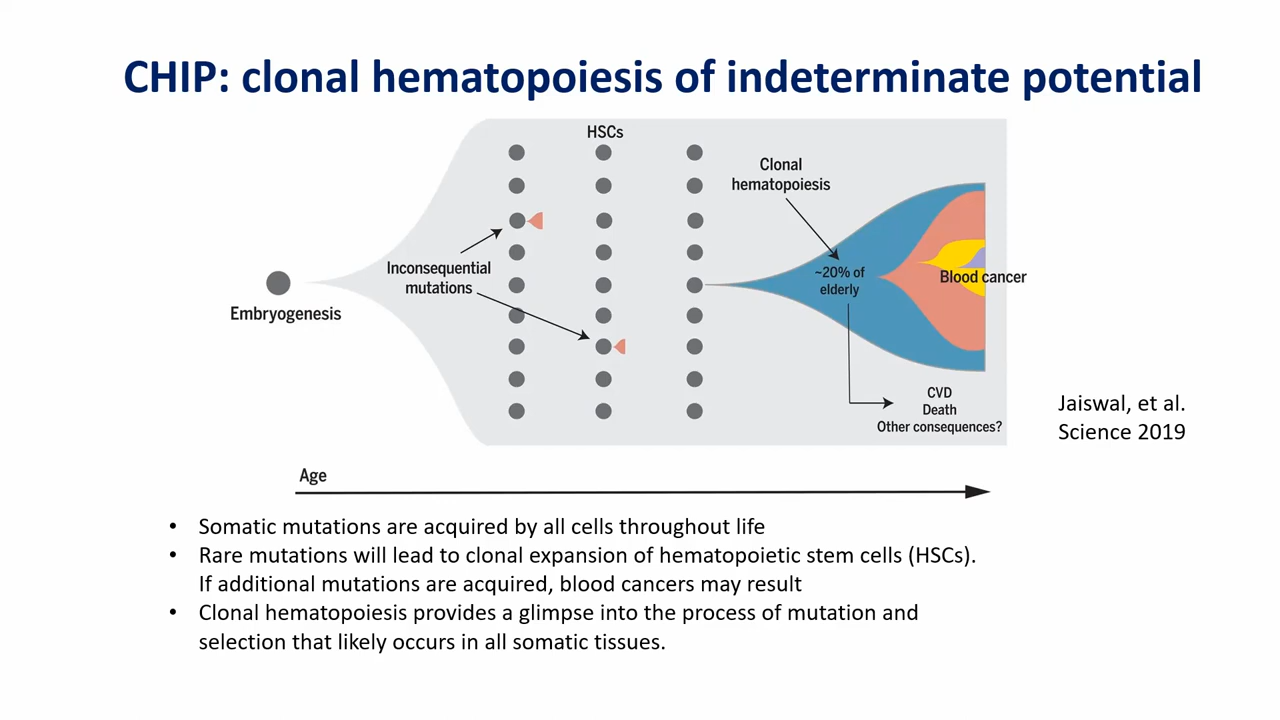 CHIP: clonal hematopoiesis of indeterminate potential
HSCs
Clonal
hematopoiesis
Inconsequential
mutations
~20% of
elderly
Blood cancer
Embryogenesis
CVD
Death
Other consequences?
Jaiswal, et al.
Science 2019
Age
• Somatic mutations are acquired by all cells throughout life
• Rare mutations will lead to clonal expansion of hematopoietic stem cells (HSCs).
If additional mutations are acquired, blood cancers may result
• Clonal hematopoiesis provides a glimpse into the process of mutation and
selection that likely occurs in all somatic tissues.